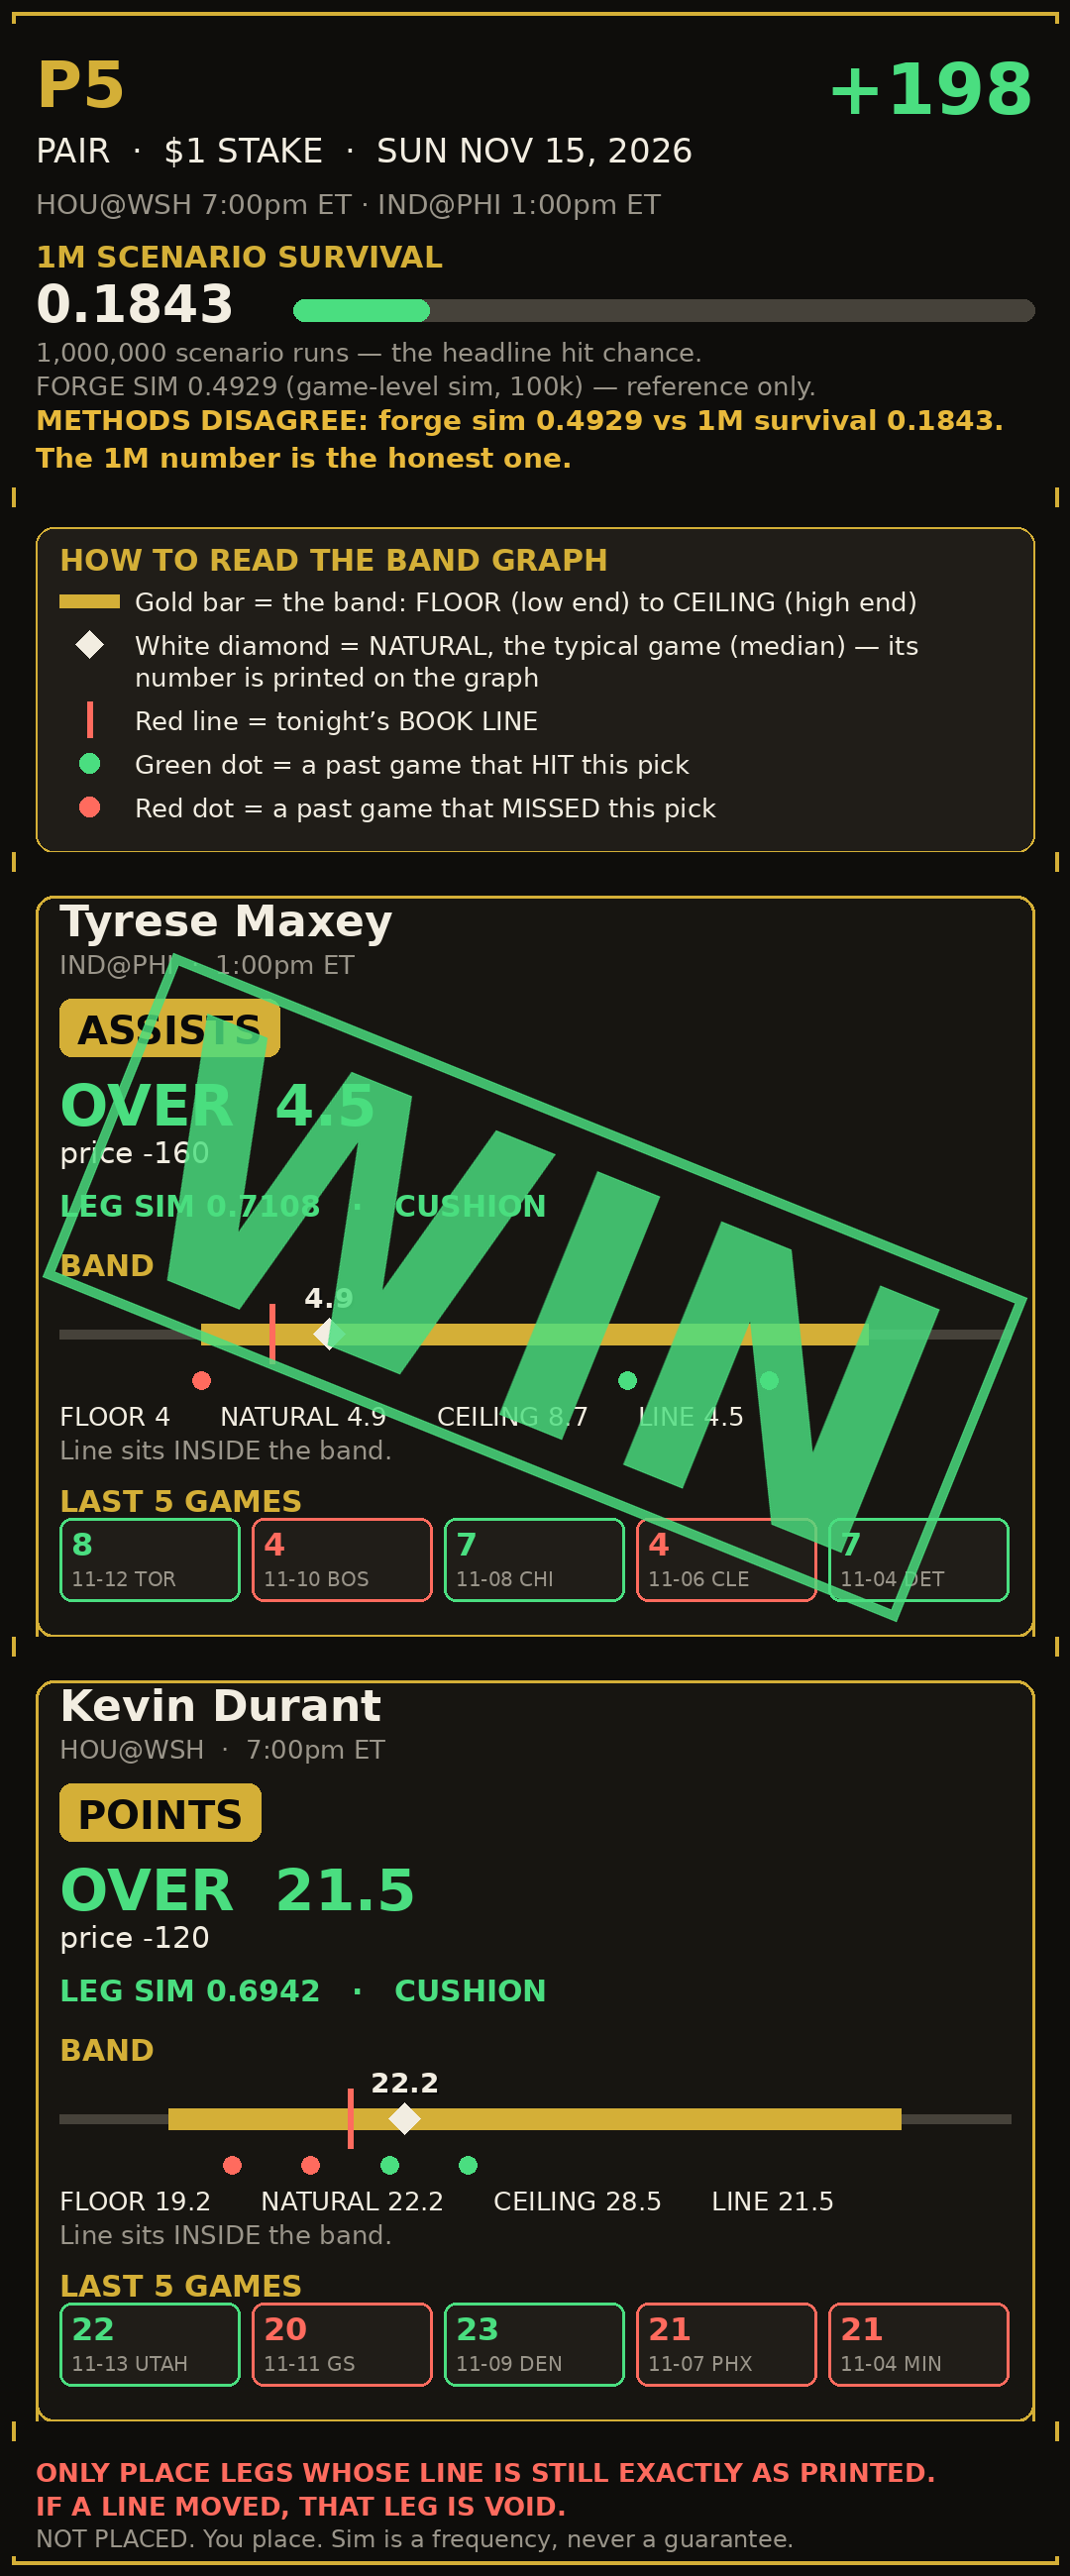 P5
+198
PAIR · $1 STAKE · SUN NOV 15, 2026
HOU@WSH 7:00pm ET · IND@PHI 1:00pm ET
1M SCENARIO SURVIVAL
0.1843
1,000,000 scenario runs — the headline hit chance.
FORGE SIM 0.4929 (game-level sim, 100k) — reference only.
METHODS DISAGREE: forge sim 0.4929 vs 1M survival 0.1843.
The 1M number is the honest one.
HOW TO READ THE BAND GRAPH
Gold bar = the band: FLOOR (low end) to CEILING (high end)
White diamond = NATURAL, the typical game (median) — its
number is printed on the graph
Red line = tonight’s BOOK LINE
Green dot = a past game that HIT this pick
Red dot = a past game that MISSED this pick
Tyrese Maxey
IND@PHI · 1:00pm ET
ASSISTS
OVER 4.5
price -160
LEG SIM 0.7108 · CUSHION
BAND
4.9
WIN
FLOOR 4 NATURAL 4.9 CEILING 8.7 LINE 4.5
Line sits INSIDE the band.
LAST 5 GAMES
8 4 7 4 7
11-12 TOR 11-10 BOS 11-08 CHI 11-06 CLE 11-04 DET
Kevin Durant
HOU@WSH · 7:00pm ET
POINTS
OVER 21.5
price -120
LEG SIM 0.6942 · CUSHION
BAND
22.2
FLOOR 19.2 NATURAL 22.2 CEILING 28.5 LINE 21.5
Line sits INSIDE the band.
LAST 5 GAMES
22 20 23 21 21
11-13 UTAH 11-11 GS 11-09 DEN 11-07 PHX 11-04 MIN
ONLY PLACE LEGS WHOSE LINE IS STILL EXACTLY AS PRINTED.
IF A LINE MOVED, THAT LEG IS VOID.
NOT PLACED. You place. Sim is a frequency, never a guarantee.